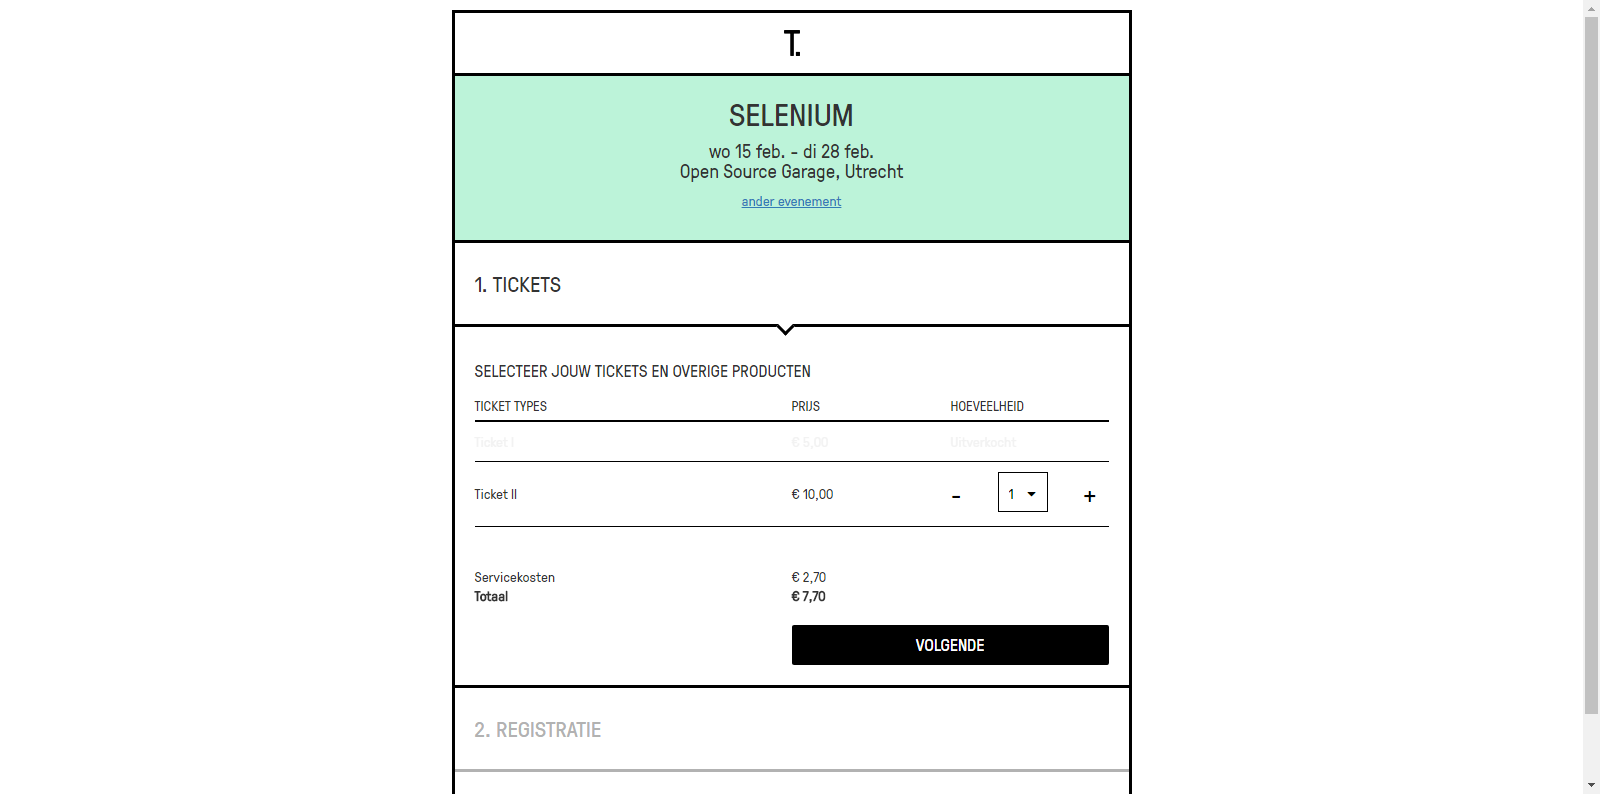 T.
SELENIUM
wo 15 feb. - di 28 feb.
Open Source Garage, Utrecht
ander evenement
1. TICKETS
SELECTEER JOUW TICKETS EN OVERIGE PRODUCTEN
TICKET TYPES PRIJS HOEVEELHEID
Ticket I € 5,00 Uitverkocht
Ticket II € 10,00 - 1 +
Servicekosten € 2,70
Totaal € 7,70
VOLGENDE
2. REGISTRATIE